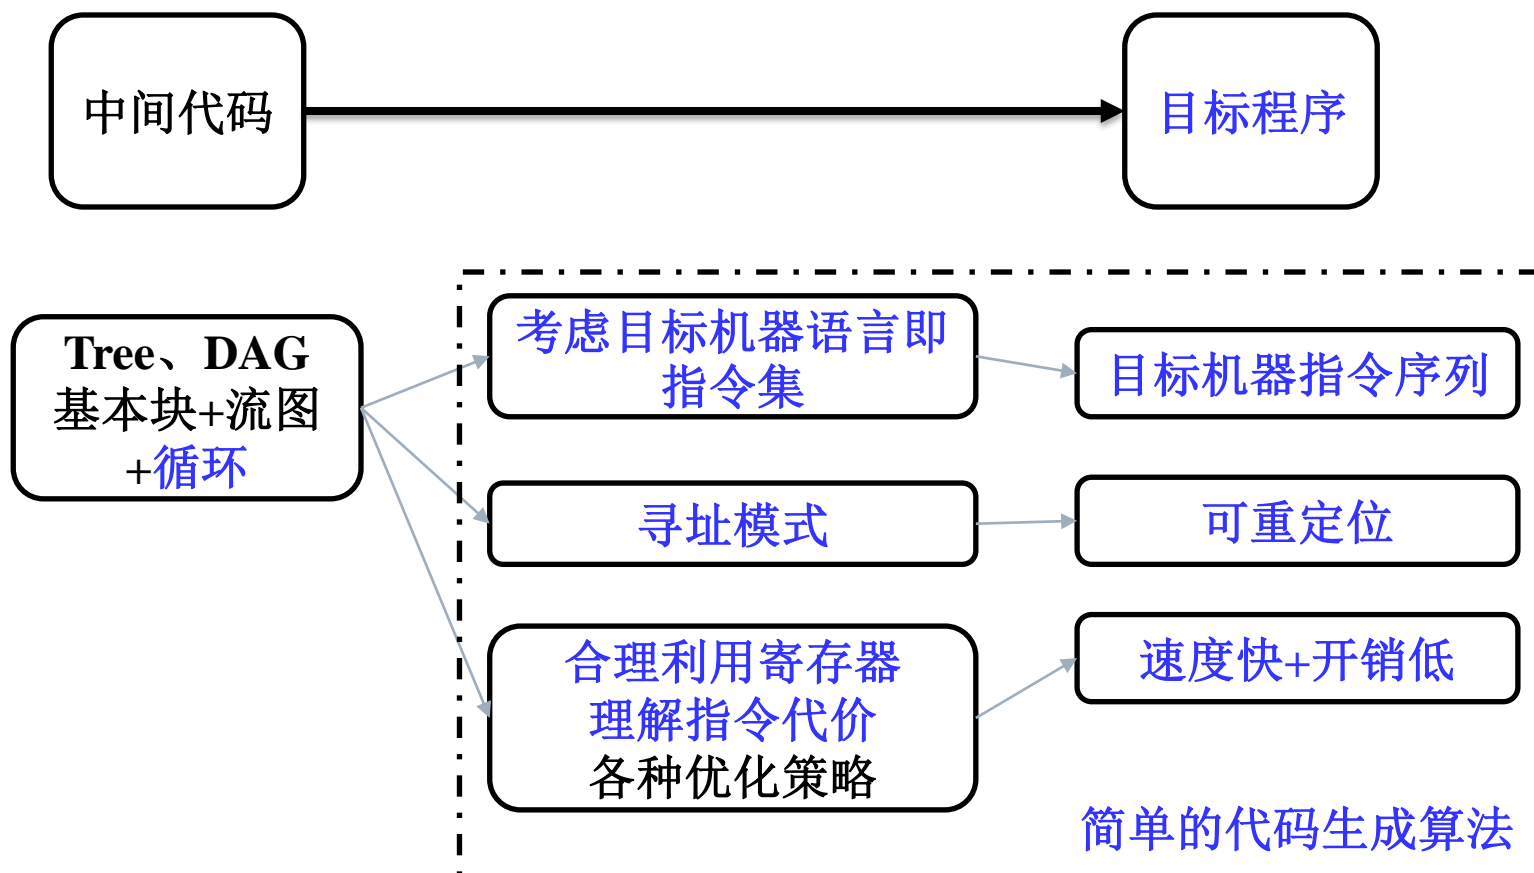 中间代码
目标程序
Tree、DAG
基本块+流图
+循环
考虑目标机器语言即
指令集
目标机器指令序列
寻址模式
可重定位
合理利用寄存器
理解指令代价
各种优化策略
速度快+开销低
简单的代码生成算法